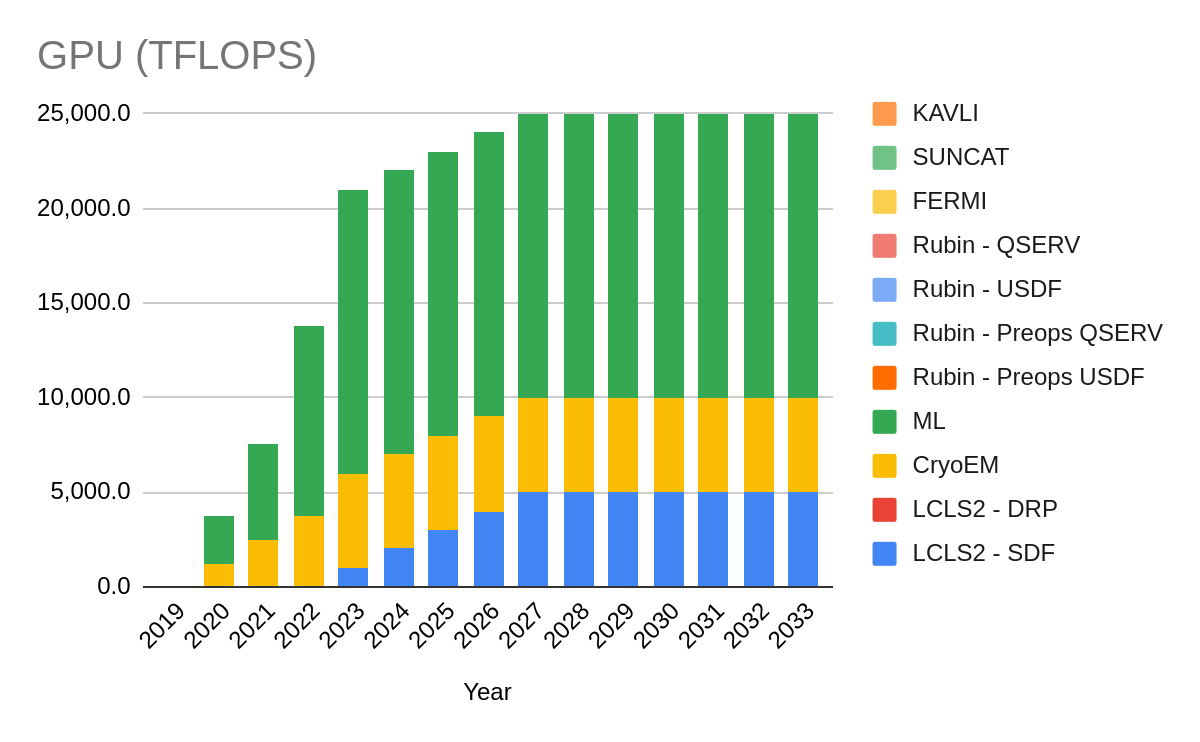 GPU (TFLOPS)
25,000.0
20,000.0
15,000.0
10,000.0
5,000.0
0.0
2019
2020
2021
2022
2023
2024
2025
2026
2027
2028
2029
2030
2031
2032
2033
Year
KAVLI
SUNCAT
FERMI
Rubin - QSERV
Rubin - USDF
Rubin - Preops QSERV
Rubin - Preops USDF
ML
CryoEM
LCLS2 - DRP
LCLS2 - SDF